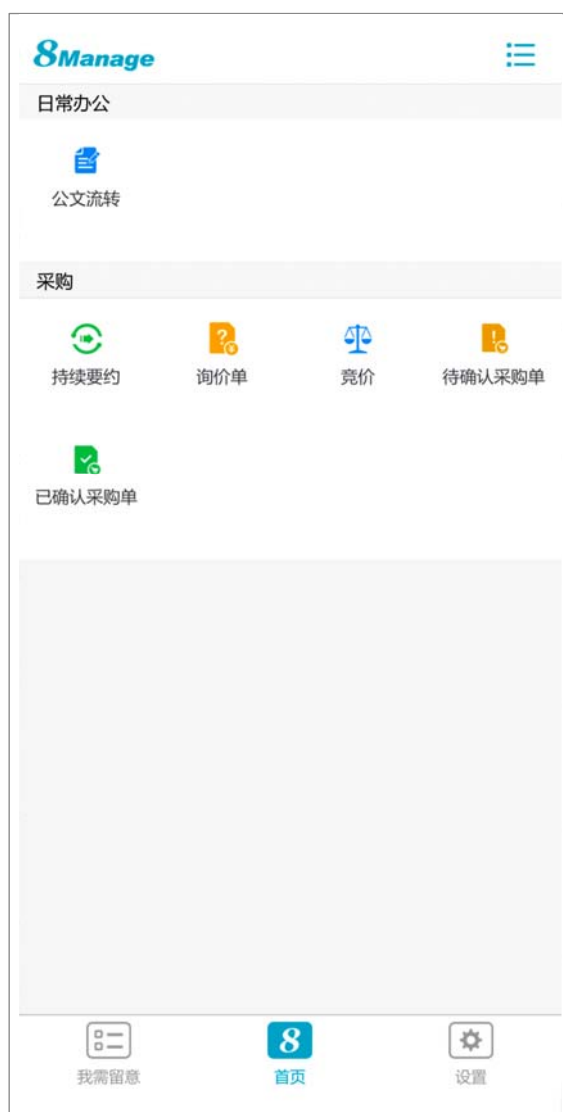 8Manage
日常办公
公文流转
采购
持续要约 询价单 竞价 待确认采购单
已确认采购单
8
我需留意 首页 设置